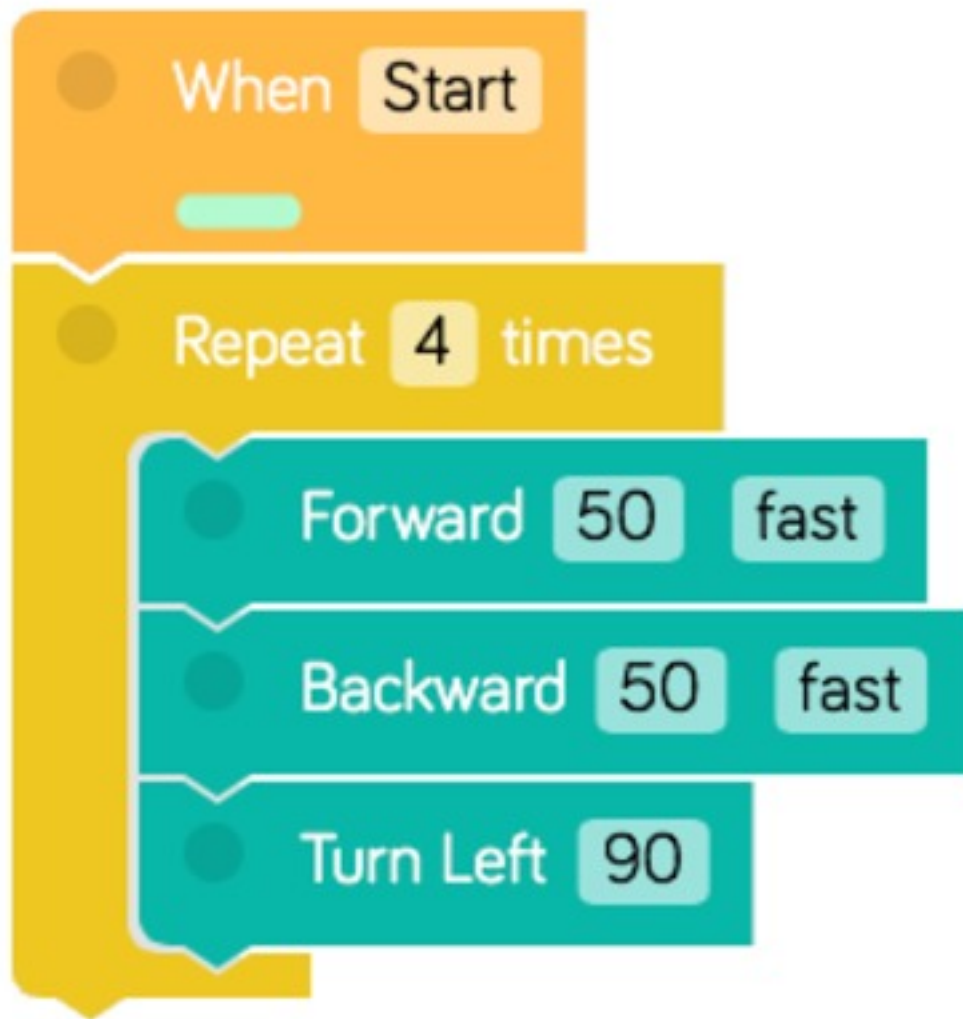 When Start
Repeat 4 times
Forward 50 fast
Backward 50 fast
Turn Left 90